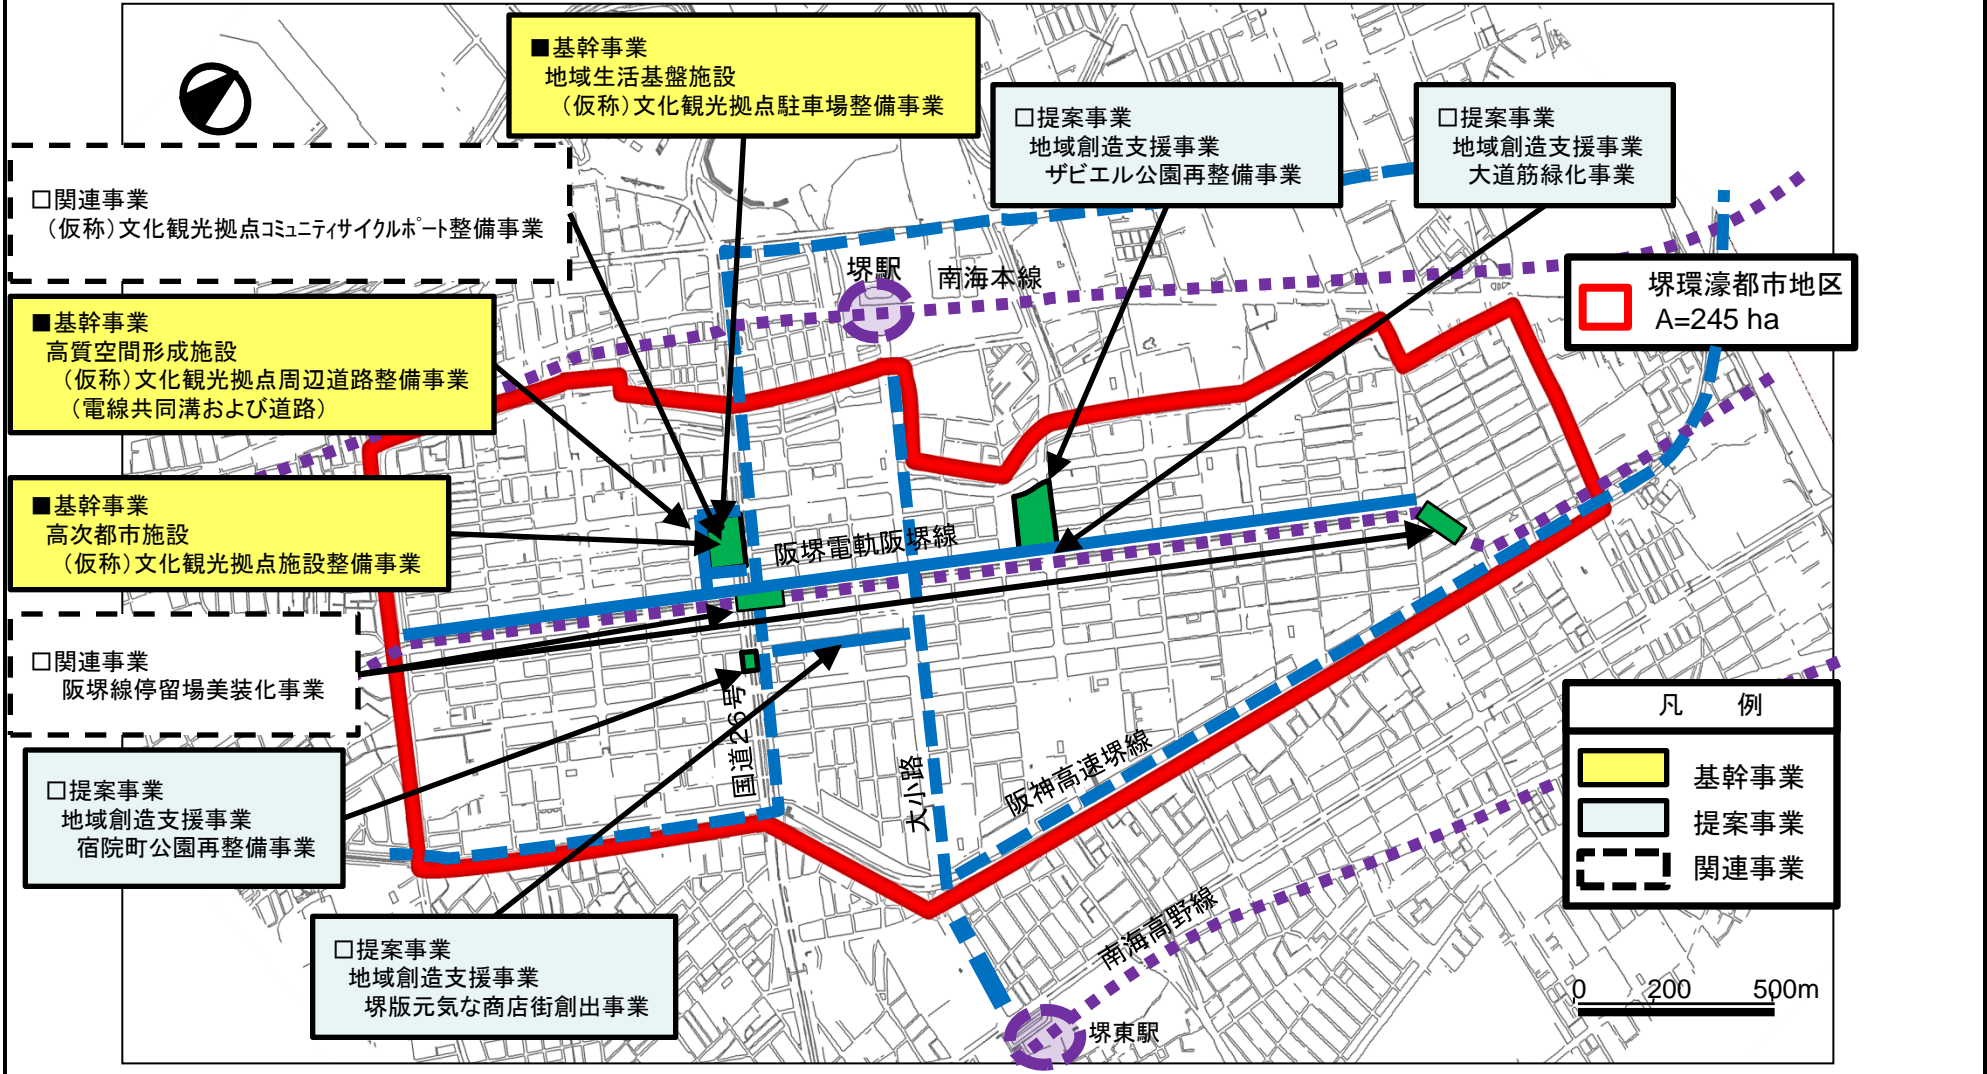 ■基幹事業
地域生活基盤施設
（仮称）文化観光拠点駐車場整備事業
□提案事業
地域創造支援事業
ザビエル公園再整備事業
□提案事業
地域創造支援事業
大道筋緑化事業
□関連事業
（仮称）文化観光拠点ｺﾐｭﾆﾃｨｻｲｸﾙﾎﾟｰﾄ整備事業
堺駅
南海本線
堺環濠都市地区
A=245 ha
■基幹事業
高質空間形成施設
（仮称）文化観光拠点周辺道路整備事業
（電線共同溝および道路）
■基幹事業
高次都市施設
（仮称）文化観光拠点施設整備事業
阪堺電軌阪堺線
□関連事業
阪堺線停留場美装化事業
国道26号
大小路
阪神高速堺線
□提案事業
地域創造支援事業
宿院町公園再整備事業
□提案事業
地域創造支援事業
堺版元気な商店街創出事業
南海高野線
堺東駅
凡　例
基幹事業
提案事業
関連事業
0 200 500m